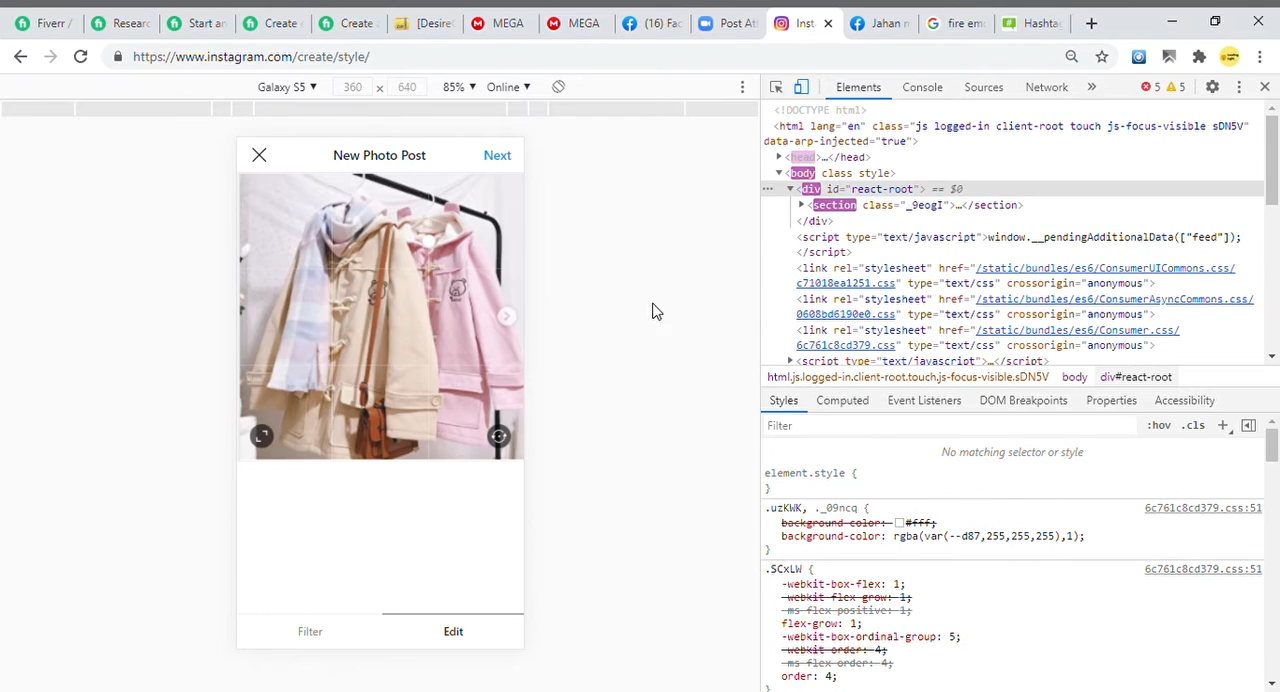 Fiverr /
Researc
Start an
Create
Create
[Desire
MEGA
MEGA
(16) Fac
Post Att
Inst
Jahan n
fire em
Hashta
https://www.instagram.com/create/style/
Galaxy S5 ▼ 360 x 640 85% ▼ Online ▼
Elements Console Sources Network » 5 5
<!DOCTYPE html>
<html lang="en" class="js logged-in client-root touch js-focus-visible sDN5V"
data-arp-injected="true">
<head>…</head>
<body class style>
<div id="react-root"> == $0
<section class="_9eogI">…</section>
</div>
<script type="text/javascript">window.__pendingAdditionalData(["feed"]);
</script>
<link rel="stylesheet" href="/static/bundles/es6/ConsumerUICommons.css/
c71018ea1251.css" type="text/css" crossorigin="anonymous">
<link rel="stylesheet" href="/static/bundles/es6/ConsumerAsyncCommons.css/
0608bd6190e0.css" type="text/css" crossorigin="anonymous">
<link rel="stylesheet" href="/static/bundles/es6/Consumer.css/
6c761c8cd379.css" type="text/css" crossorigin="anonymous">
<script type="text/javascript">…</script>
html.js.logged-in.client-root.touch.js-focus-visible.sDN5V body div#react-root
Styles Computed Event Listeners DOM Breakpoints Properties Accessibility
Filter :hov .cls +
No matching selector or style
element.style {
}
.uzKWK, ._09ncq { 6c761c8cd379.css:51
background-color: #fff;
background-color: rgba(var(--d87,255,255,255),1);
}
.SCxLW { 6c761c8cd379.css:51
-webkit-box-flex: 1;
-webkit-flex-grow: 1;
-ms-flex-positive: 1;
flex-grow: 1;
-webkit-box-ordinal-group: 5;
-webkit-order: 4;
-ms-flex-order: 4;
order: 4;
}
New Photo Post Next
Filter Edit